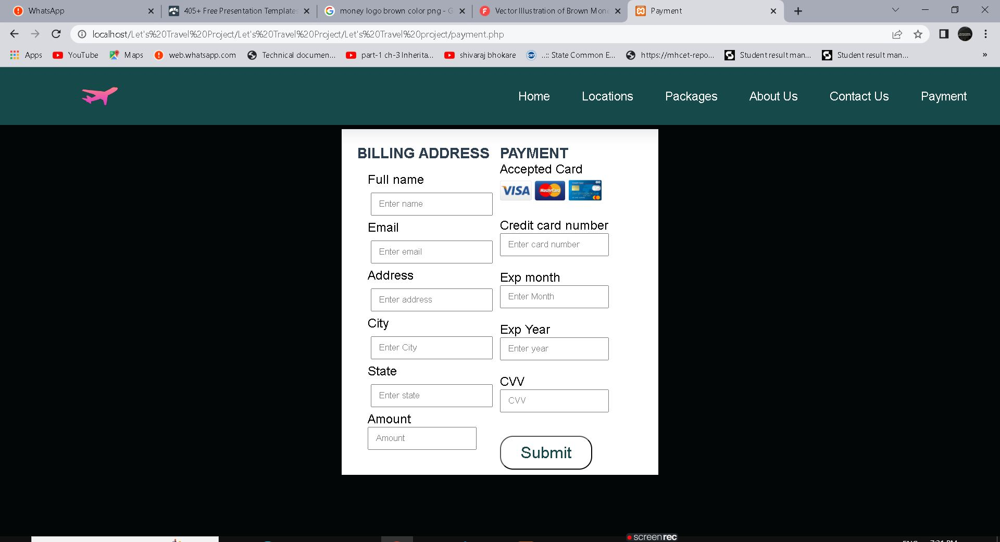 WhatsApp
405+ Free Presentation Templates
money logo brown color png - G
Vector Illustration of Brown Mone
Payment
localhost/Let's%20Travel%20Project/Let's%20Travel%20Project/Let's%20Travel%20project/payment.php
Apps
YouTube
Maps
web.whatsapp.com
Technical documen...
part-1 ch-3 Inherita...
shivaraj bhokare
..:: State Common E...
https://mhcet-repo...
Student result man...
Student result man...
»
Home
Locations
Packages
About Us
Contact Us
Payment
BILLING ADDRESS
Full name
Enter name
Email
Enter email
Address
Enter address
City
Enter City
State
Enter state
Amount
Amount
PAYMENT
Accepted Card
VISA
MasterCard
Credit card number
Enter card number
Exp month
Enter Month
Exp Year
Enter year
CVV
CVV
Submit
screenrec